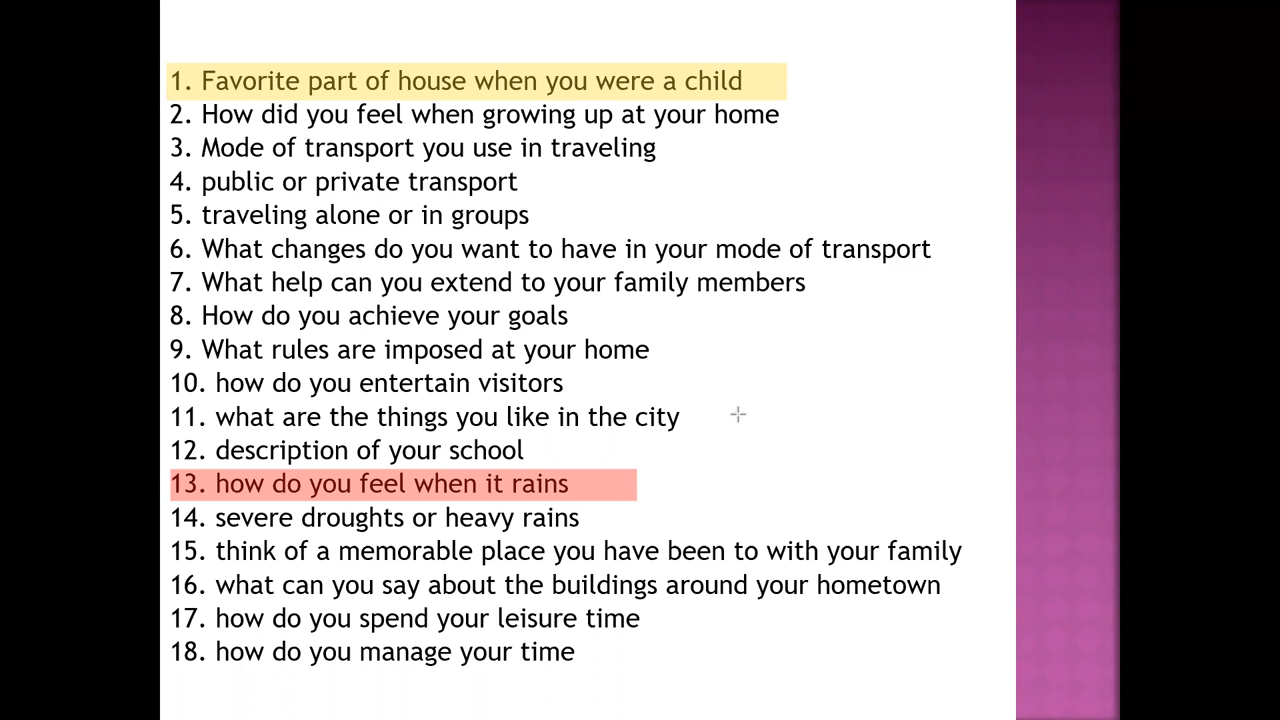 1. Favorite part of house when you were a child
2. How did you feel when growing up at your home
3. Mode of transport you use in traveling
4. public or private transport
5. traveling alone or in groups
6. What changes do you want to have in your mode of transport
7. What help can you extend to your family members
8. How do you achieve your goals
9. What rules are imposed at your home
10. how do you entertain visitors
11. what are the things you like in the city
12. description of your school
13. how do you feel when it rains
14. severe droughts or heavy rains
15. think of a memorable place you have been to with your family
16. what can you say about the buildings around your hometown
17. how do you spend your leisure time
18. how do you manage your time